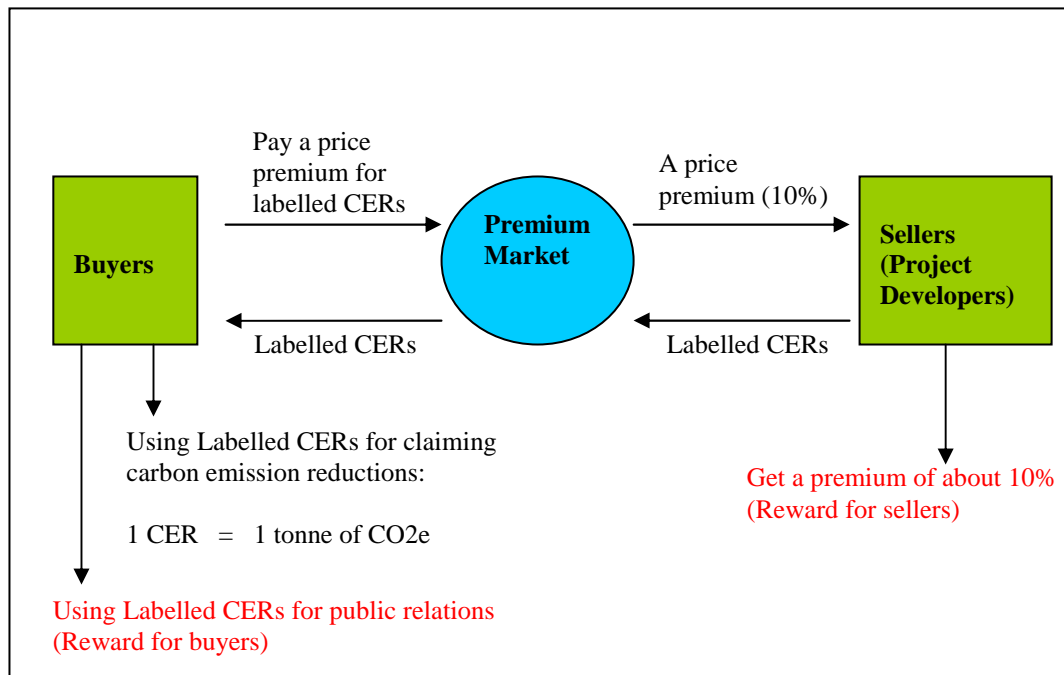 Pay a price
premium for
labelled CERs
A price
premium (10%)
Buyers
Premium
Market
Sellers
(Project
Developers)
Labelled CERs
Labelled CERs
Using Labelled CERs for claiming
carbon emission reductions:
1 CER = 1 tonne of CO2e
Get a premium of about 10%
(Reward for sellers)
Using Labelled CERs for public relations
(Reward for buyers)